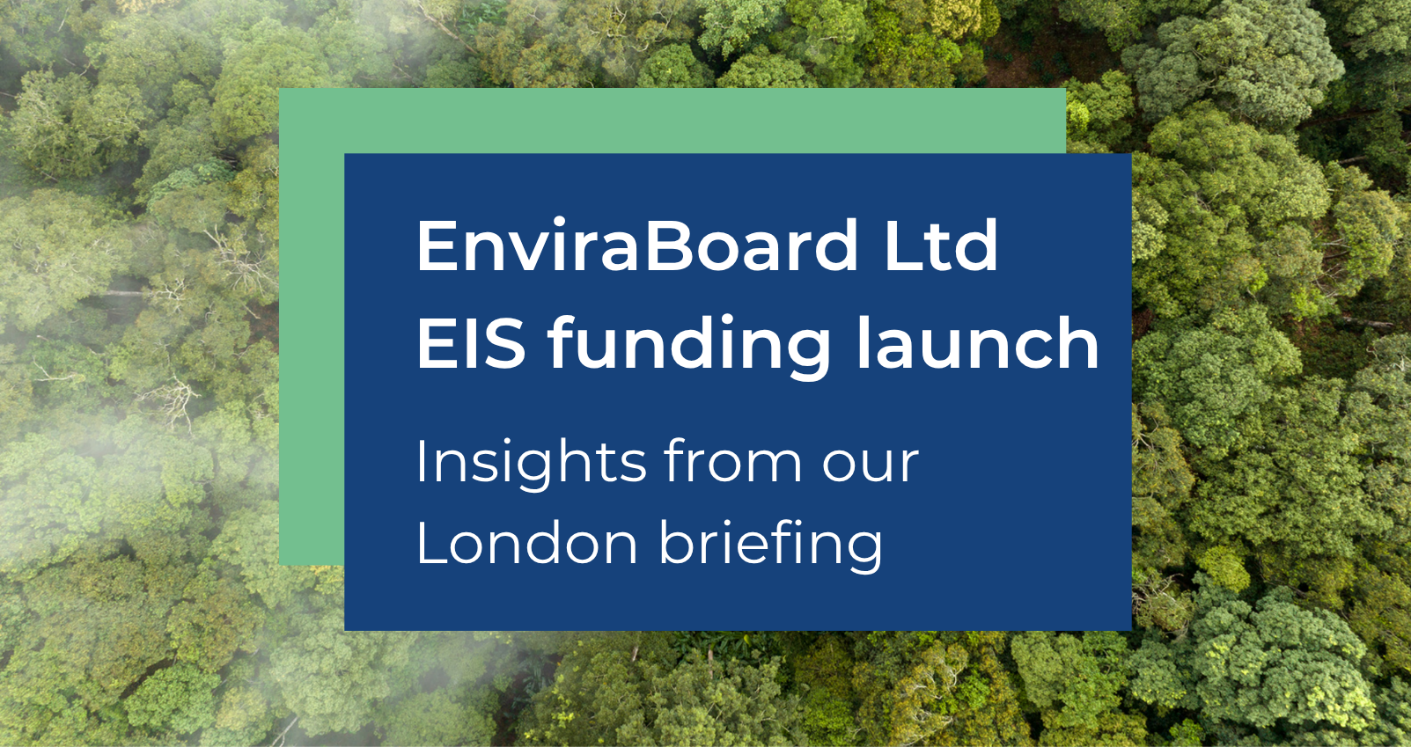 EnviraBoard Ltd
EIS funding launch
Insights from our
London briefing